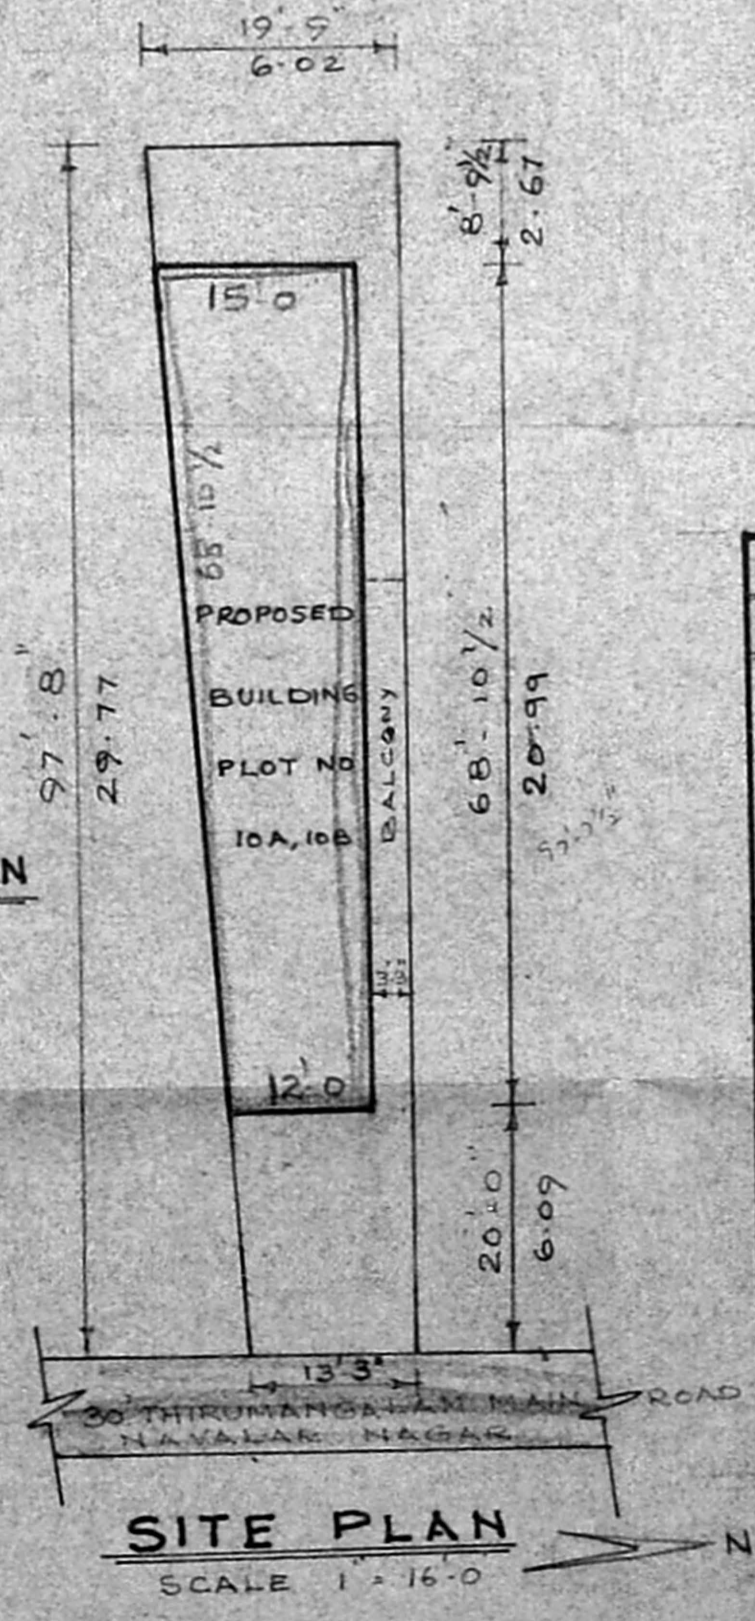 19'-9"
6.02
8'-9½
2.67
15'-0
68'-10½
PROPOSED
BUILDING
PLOT NO
10A, 10B
BALCONY
97'-8"
29.77
68'-10½
20.99
N
12'-0
20'-0"
6.09
13'3"
30' THIRUMANGALAM MAIN ROAD
NAVALAR NAGAR
SITE PLAN
N
SCALE 1" = 16'-0